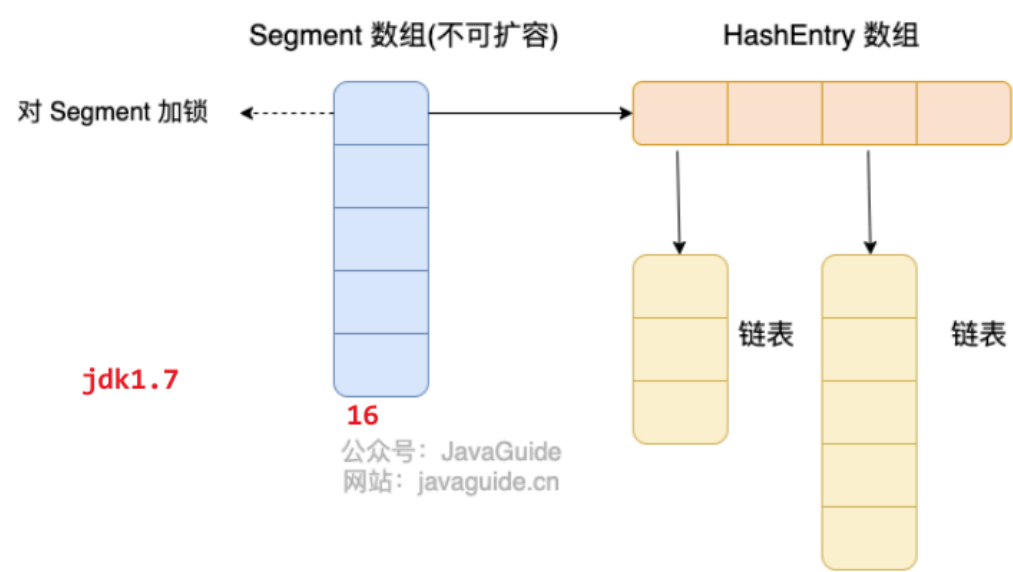 Segment 数组(不可扩容)
HashEntry 数组
对 Segment 加锁
链表
链表
jdk1.7
16
公众号：JavaGuide
网站：javaguide.cn